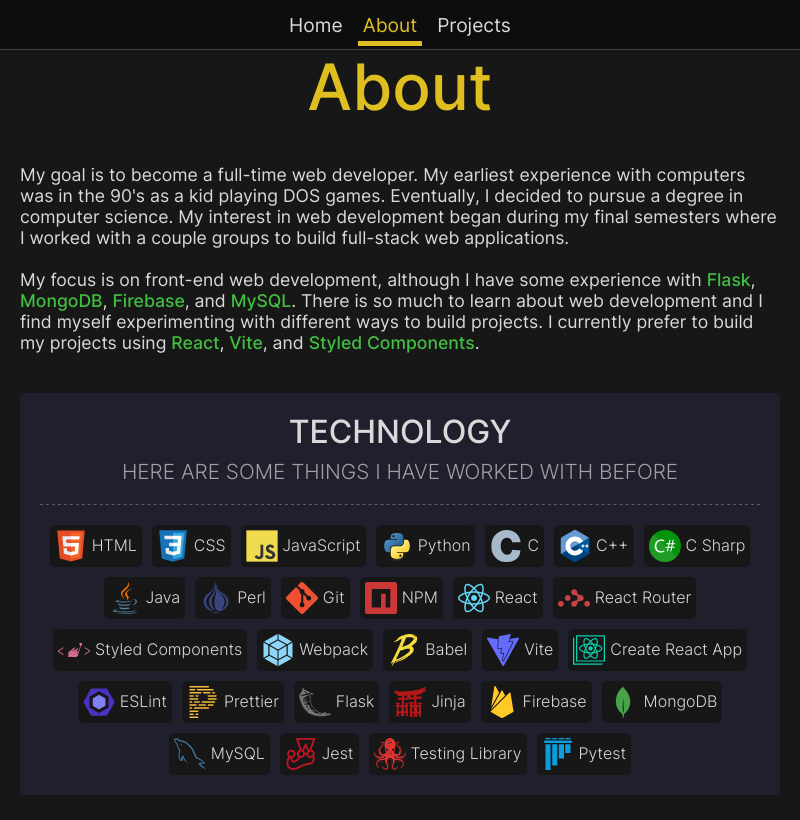 Home About Projects
About
My goal is to become a full-time web developer. My earliest experience with computers
was in the 90's as a kid playing DOS games. Eventually, I decided to pursue a degree in
computer science. My interest in web development began during my final semesters where
I worked with a couple groups to build full-stack web applications.
My focus is on front-end web development, although I have some experience with Flask,
MongoDB, Firebase, and MySQL. There is so much to learn about web development and I
find myself experimenting with different ways to build projects. I currently prefer to build
my projects using React, Vite, and Styled Components.
TECHNOLOGY
HERE ARE SOME THINGS I HAVE WORKED WITH BEFORE
5 HTML 3 CSS JS JavaScript Python C C C C++ C# C Sharp
Java Perl Git n NPM React React Router
< > Styled Components Webpack B Babel Vite Create React App
ESLint P Prettier Flask Jinja Firebase MongoDB
MySQL Jest Testing Library Pytest